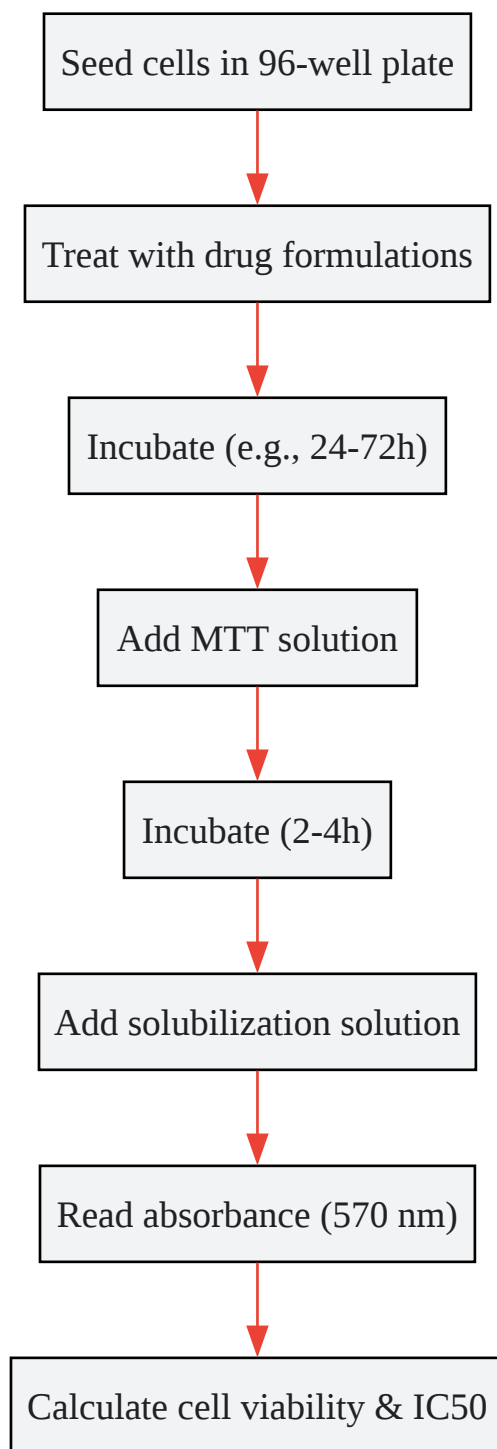 Seed cells in 96-well plate
Treat with drug formulations
Incubate (e.g., 24-72h)
Add MTT solution
Incubate (2-4h)
Add solubilization solution
Read absorbance (570 nm)
Calculate cell viability & IC50